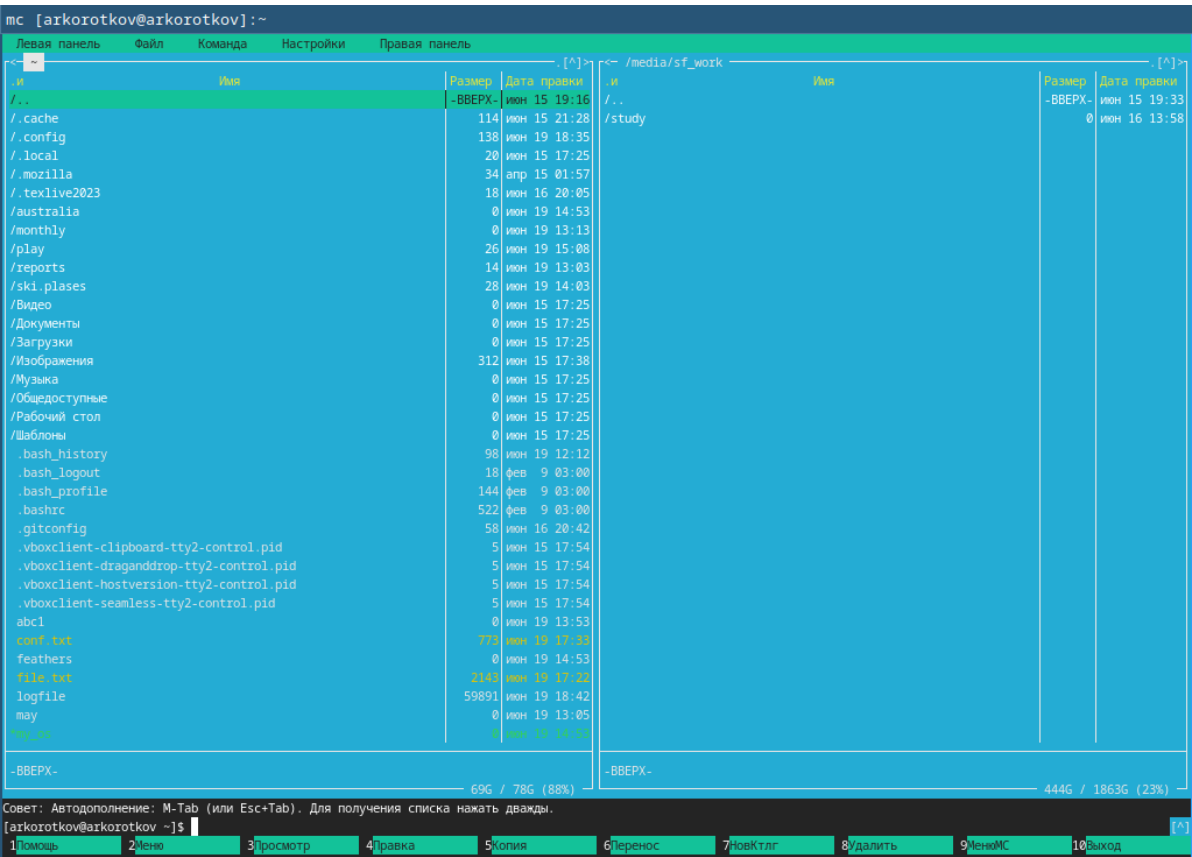 mc [arkorotkov@arkorotkov]:~
Левая панель Файл Команда Настройки Правая панель
<- ~ .[^]> <- /media/sf_work .[^]>
.и Имя Размер Дата правки .и Имя Размер Дата правки
/.. -ВВЕРХ- июн 15 19:16 /.. -ВВЕРХ- июн 15 19:33
/.cache 114 июн 15 21:28 /study 0 июн 16 13:58
/.config 138 июн 19 18:35
/.local 20 июн 15 17:25
/.mozilla 34 апр 15 01:57
/.texlive2023 18 июн 16 20:05
/australia 0 июн 19 14:53
/monthly 0 июн 19 13:13
/play 26 июн 19 15:08
/reports 14 июн 19 13:03
/ski.plases 28 июн 19 14:03
/Видео 0 июн 15 17:25
/Документы 0 июн 15 17:25
/Загрузки 0 июн 15 17:25
/Изображения 312 июн 15 17:38
/Музыка 0 июн 15 17:25
/Общедоступные 0 июн 15 17:25
/Рабочий стол 0 июн 15 17:25
/Шаблоны 0 июн 15 17:25
.bash_history 98 июн 19 12:12
.bash_logout 18 фев 9 03:00
.bash_profile 144 фев 9 03:00
.bashrc 522 фев 9 03:00
.gitconfig 58 июн 16 20:42
.vboxclient-clipboard-tty2-control.pid 5 июн 15 17:54
.vboxclient-draganddrop-tty2-control.pid 5 июн 15 17:54
.vboxclient-hostversion-tty2-control.pid 5 июн 15 17:54
.vboxclient-seamless-tty2-control.pid 5 июн 15 17:54
abc1 0 июн 19 13:53
conf.txt 773 июн 19 17:33
feathers 0 июн 19 14:53
file.txt 2143 июн 19 17:22
logfile 59891 июн 19 18:42
may 0 июн 19 13:05
*my_os 0 июн 19 14:53
-ВВЕРХ- -ВВЕРХ-
69G / 78G (88%) 444G / 1863G (23%)
Совет: Автодополнение: M-Tab (или Esc+Tab). Для получения списка нажать дважды.
[arkorotkov@arkorotkov ~]$ [^]
1Помощь 2Меню 3Просмотр 4Правка 5Копия 6Перенос 7НовКтлг 8Удалить 9МенюMC 10Выход